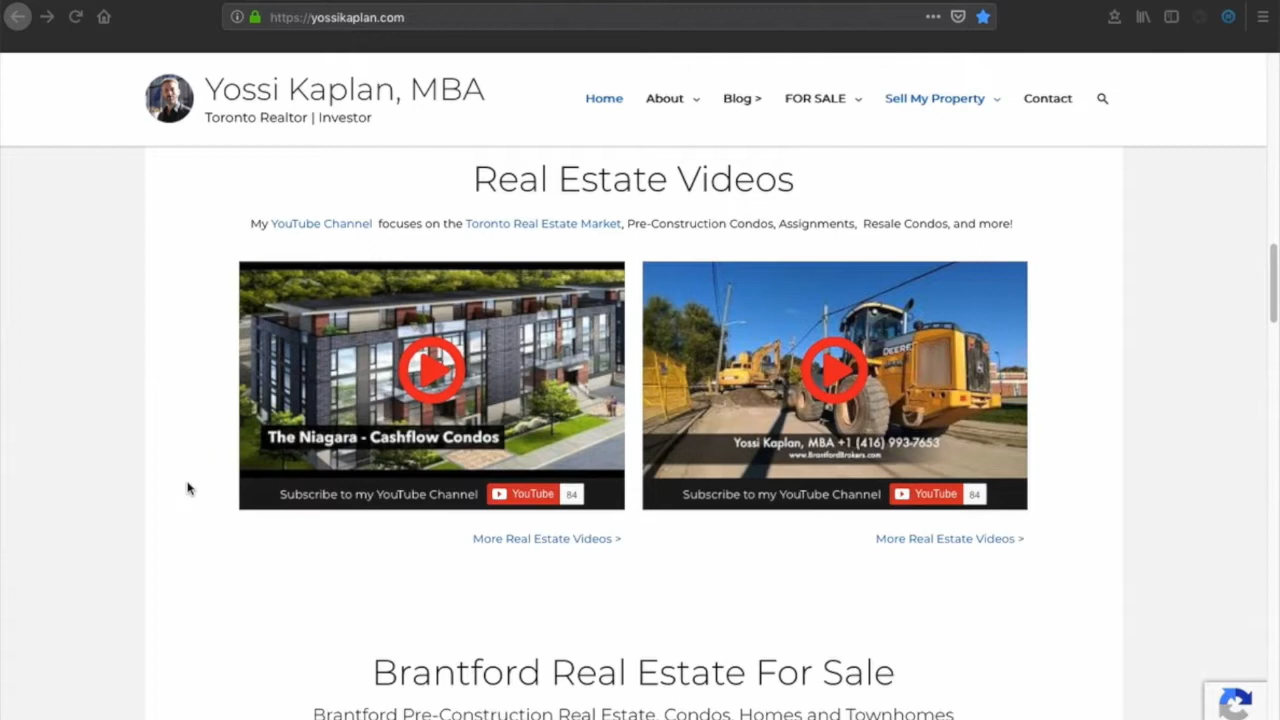 https://yossikaplan.com
Yossi Kaplan, MBA
Toronto Realtor | Investor
Home
About
Blog >
FOR SALE
Sell My Property
Contact
Real Estate Videos
My YouTube Channel focuses on the Toronto Real Estate Market, Pre-Construction Condos, Assignments, Resale Condos, and more!
The Niagara - Cashflow Condos
DEERE
Yossi Kaplan, MBA +1 (416) 993-7653
www.BrantfordBrokers.com
Subscribe to my YouTube Channel YouTube 84
Subscribe to my YouTube Channel YouTube 84
More Real Estate Videos >
More Real Estate Videos >
Brantford Real Estate For Sale
Brantford Pre-Construction Real Estate, Condos, Homes and Townhomes